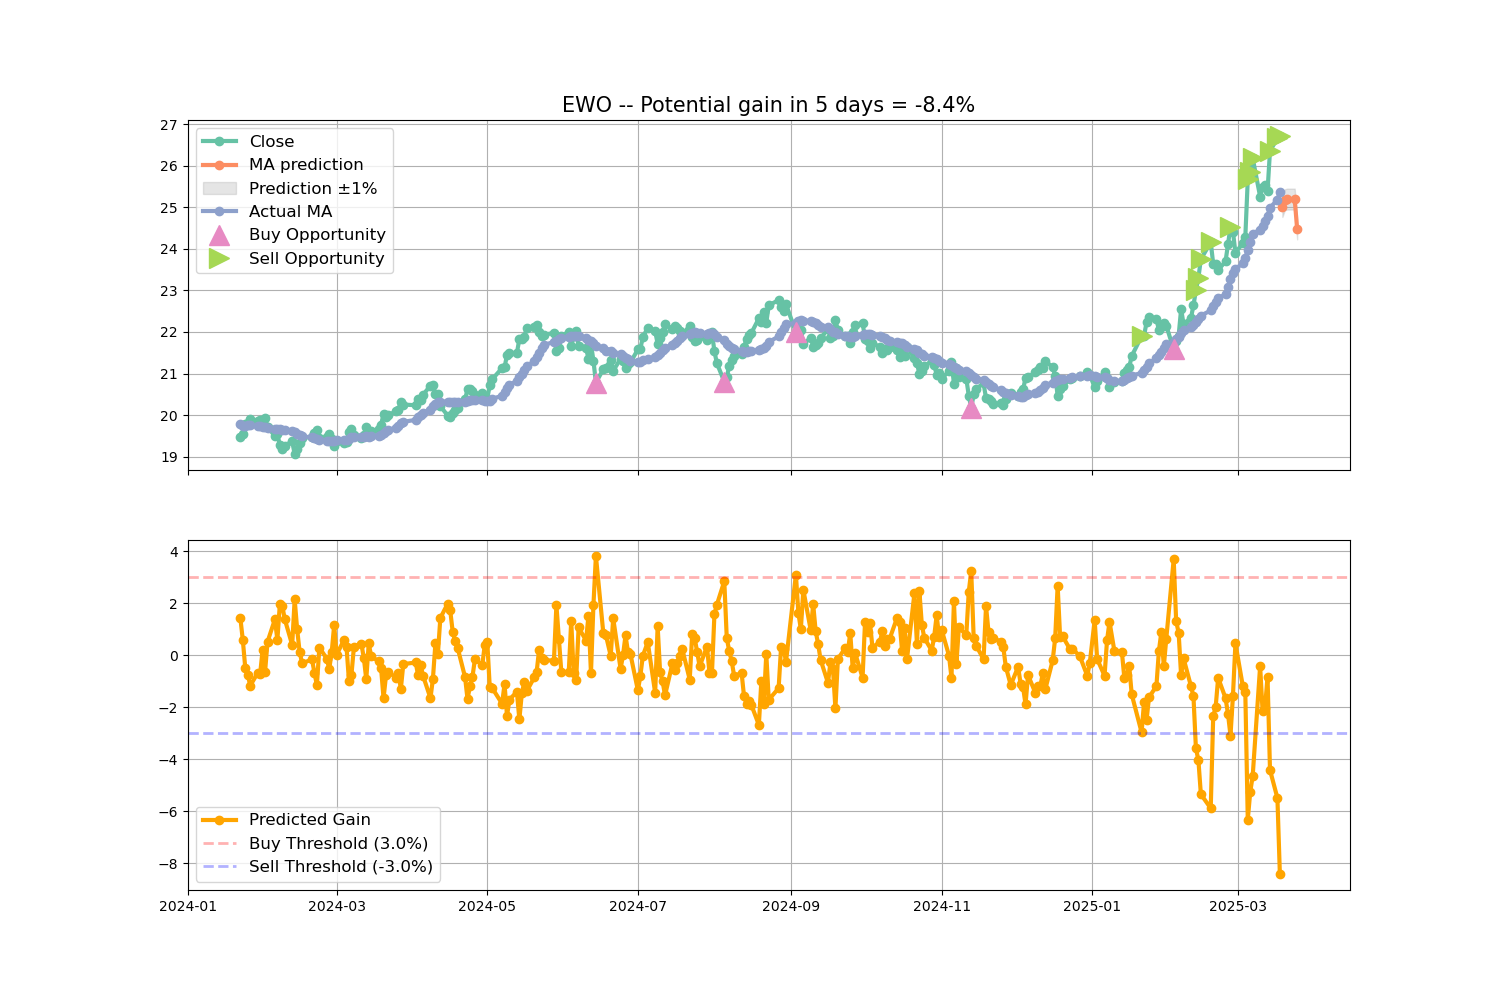 EWO -- Potential gain in 5 days = -8.4%
27
26
25
24
23
22
21
20
19
Close
MA prediction
Prediction ±1%
Actual MA
Buy Opportunity
Sell Opportunity
4
2
0
−2
−4
−6
−8
Predicted Gain
Buy Threshold (3.0%)
Sell Threshold (-3.0%)
2024-01 2024-03 2024-05 2024-07 2024-09 2024-11 2025-01 2025-03